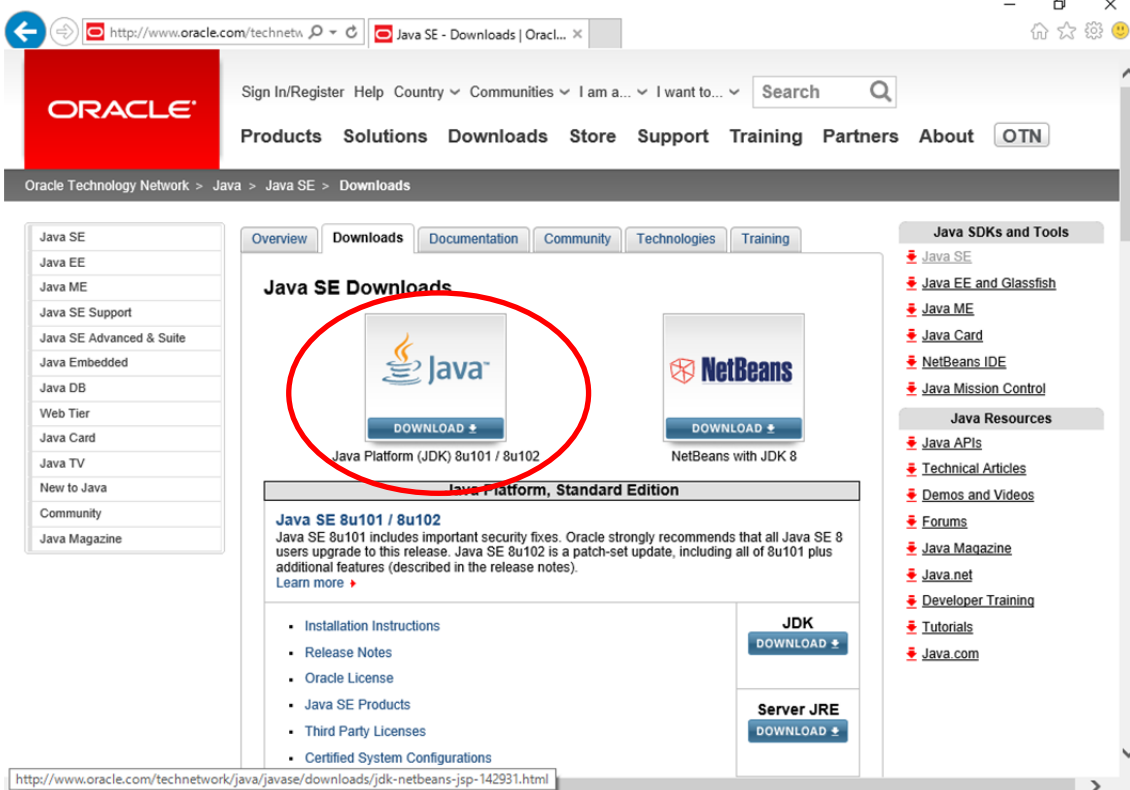 http://www.oracle.com/technetw
Java SE - Downloads | Oracl...
ORACLE
Sign In/Register Help Country Communities I am a... I want to... Search
Products Solutions Downloads Store Support Training Partners About OTN
Oracle Technology Network > Java > Java SE > Downloads
Java SE
Java EE
Java ME
Java SE Support
Java SE Advanced & Suite
Java Embedded
Java DB
Web Tier
Java Card
Java TV
New to Java
Community
Java Magazine
Overview Downloads Documentation Community Technologies Training
Java SE Downloads
Java™
DOWNLOAD
Java Platform (JDK) 8u101 / 8u102
NetBeans
DOWNLOAD
NetBeans with JDK 8
Java Platform, Standard Edition
Java SE 8u101 / 8u102
Java SE 8u101 includes important security fixes. Oracle strongly recommends that all Java SE 8
users upgrade to this release. Java SE 8u102 is a patch-set update, including all of 8u101 plus
additional features (described in the release notes).
Learn more
Installation Instructions
Release Notes
Oracle License
Java SE Products
Third Party Licenses
Certified System Configurations
JDK
DOWNLOAD
Server JRE
DOWNLOAD
Java SDKs and Tools
Java SE
Java EE and Glassfish
Java ME
Java Card
NetBeans IDE
Java Mission Control
Java Resources
Java APIs
Technical Articles
Demos and Videos
Forums
Java Magazine
Java.net
Developer Training
Tutorials
Java.com
http://www.oracle.com/technetwork/java/javase/downloads/jdk-netbeans-jsp-142931.html